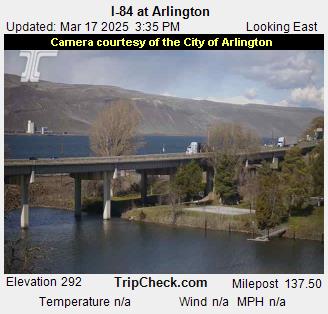 I-84 at Arlington
Updated: Mar 17 2025 3:35 PM Looking East
Camera courtesy of the City of Arlington
Elevation 292 TripCheck.com Milepost 137.50
Temperature n/a Wind n/a MPH n/a